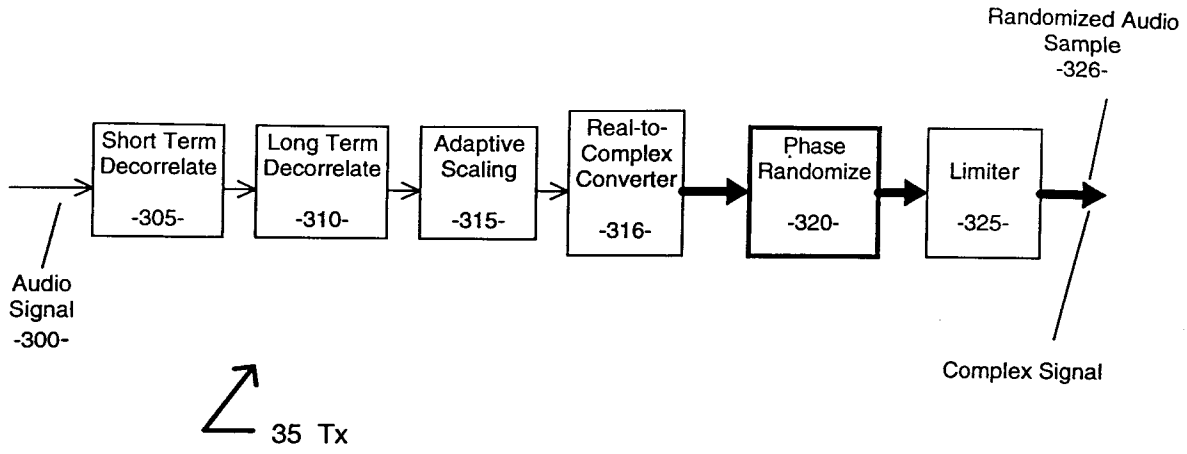 Randomized Audio
Sample
-326-
Short Term
Decorrelate
-305-
Long Term
Decorrelate
-310-
Adaptive
Scaling
-315-
Real-to-
Complex
Converter
-316-
Phase
Randomize
-320-
Limiter
-325-
Audio
Signal
-300-
Complex Signal
35 Tx